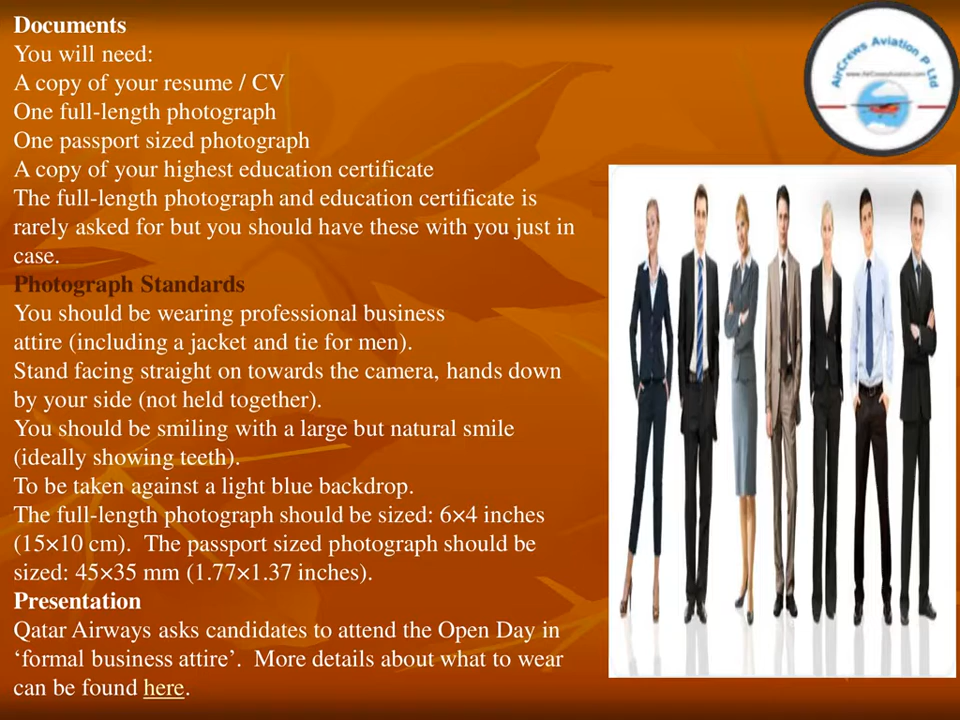 Documents
You will need:
A copy of your resume / CV
One full-length photograph
One passport sized photograph
A copy of your highest education certificate
The full-length photograph and education certificate is
rarely asked for but you should have these with you just in
case.
Photograph Standards
You should be wearing professional business
attire (including a jacket and tie for men).
Stand facing straight on towards the camera, hands down
by your side (not held together).
You should be smiling with a large but natural smile
(ideally showing teeth).
To be taken against a light blue backdrop.
The full-length photograph should be sized: 6×4 inches
(15×10 cm).  The passport sized photograph should be
sized: 45×35 mm (1.77×1.37 inches).
Presentation
Qatar Airways asks candidates to attend the Open Day in
‘formal business attire’.  More details about what to wear
can be found here.
AirCrews Aviation P Ltd
www.AirCrewsAviation.com